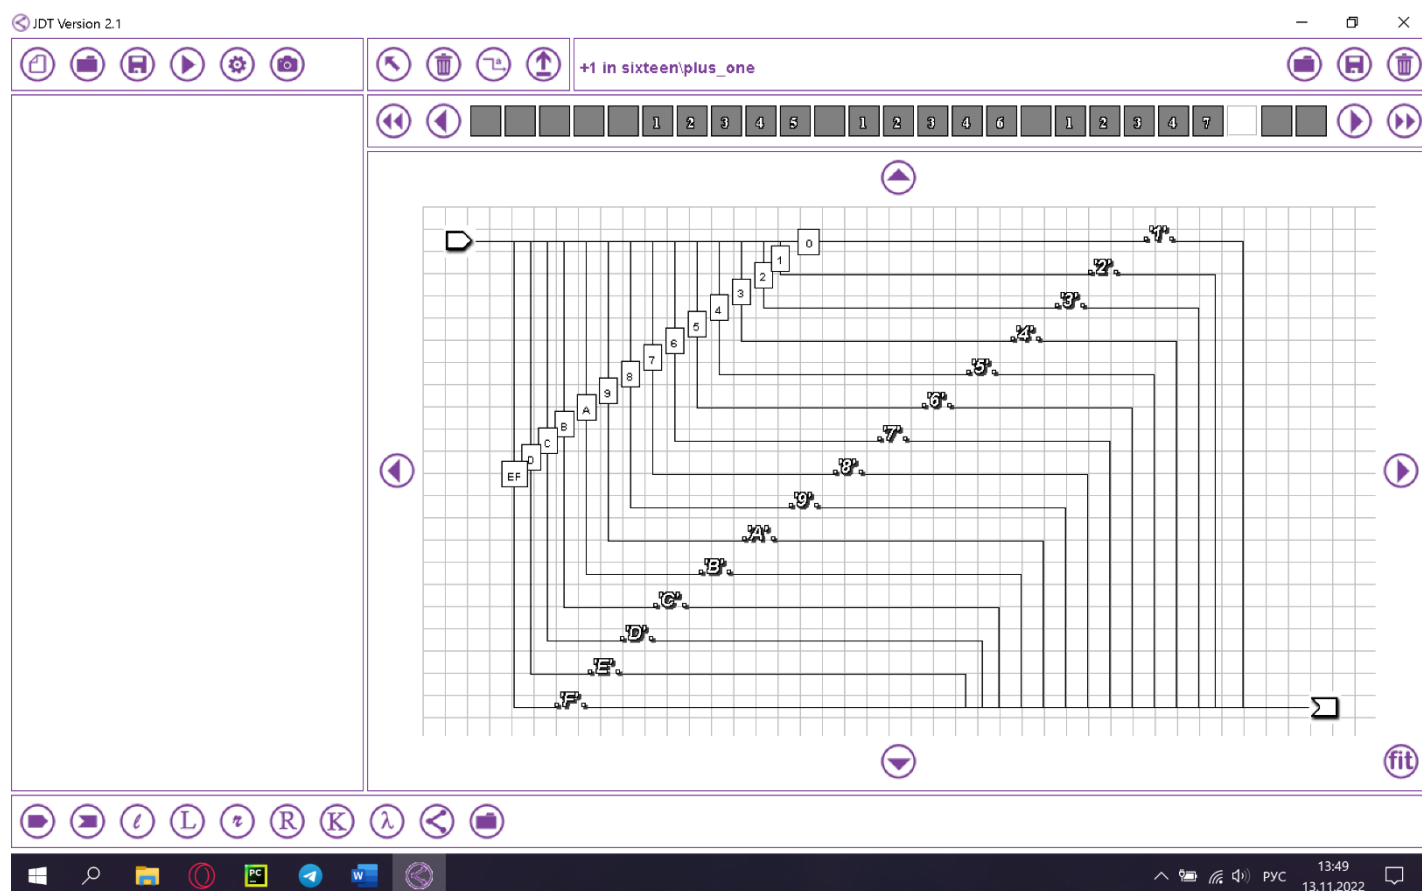 JDT Version 2.1
+1 in sixteen\plus_one
1 2 3 4 5 1 2 3 4 6 1 2 3 4 7
0 '1'
1 '2'
2 '3'
3 '4'
4 '5'
5 '6'
6 '7'
7 '8'
8 '9'
9 'A'
A 'B'
B 'C'
C 'D'
D 'E'
EF 'F'
fit
l L r R K λ
PC W РУС 13:49
13.11.2022